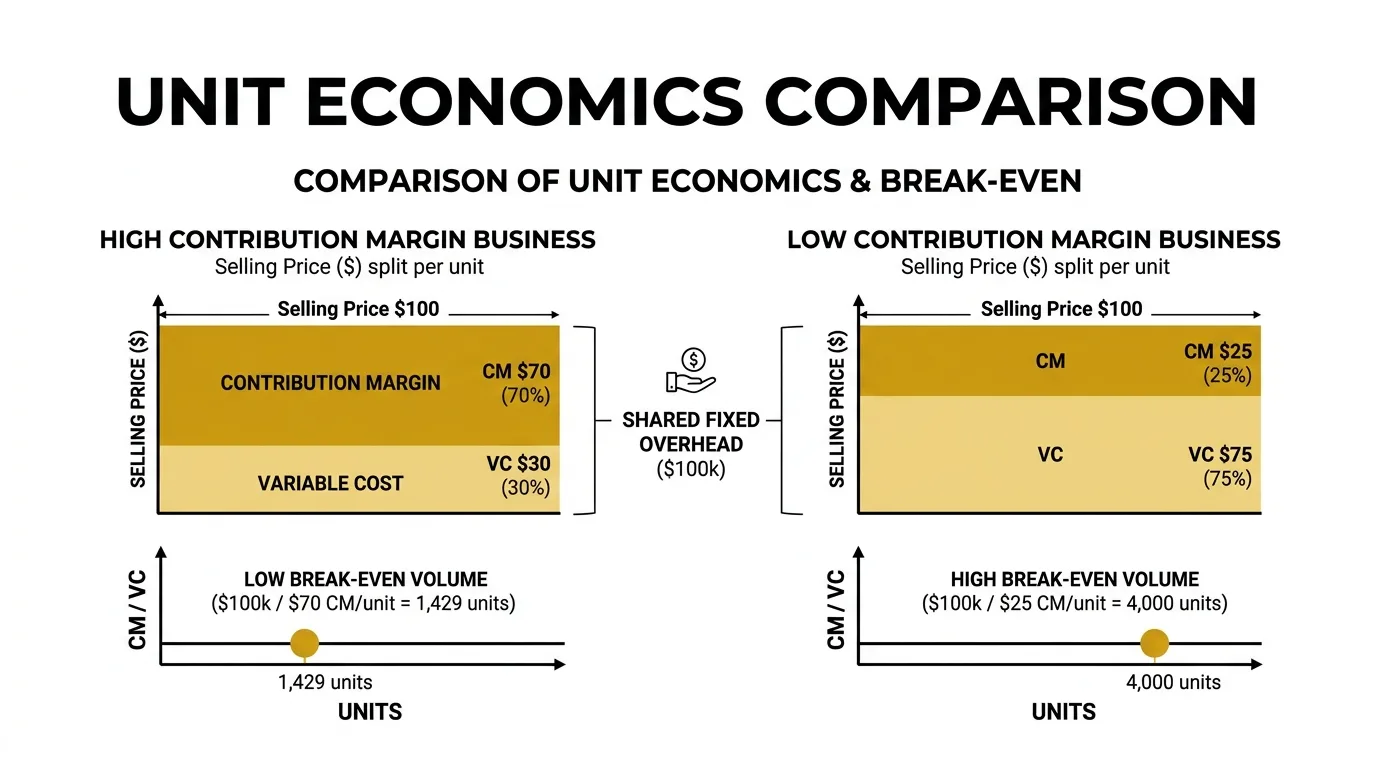 UNIT ECONOMICS COMPARISON
COMPARISON OF UNIT ECONOMICS & BREAK-EVEN
HIGH CONTRIBUTION MARGIN BUSINESS
Selling Price ($) split per unit
Selling Price $100
SELLING PRICE ($)
CONTRIBUTION MARGIN
CM $70
(70%)
VARIABLE COST
VC $30
(30%)
$
SHARED FIXED
OVERHEAD
($100k)
LOW CONTRIBUTION MARGIN BUSINESS
Selling Price ($) split per unit
Selling Price $100
SELLING PRICE ($)
CM
CM $25
(25%)
VC
VC $75
(75%)
CM / VC
LOW BREAK-EVEN VOLUME
($100k / $70 CM/unit = 1,429 units)
1,429 units
UNITS
CM / VC
HIGH BREAK-EVEN VOLUME
($100k / $25 CM/unit = 4,000 units)
4,000 units
UNITS